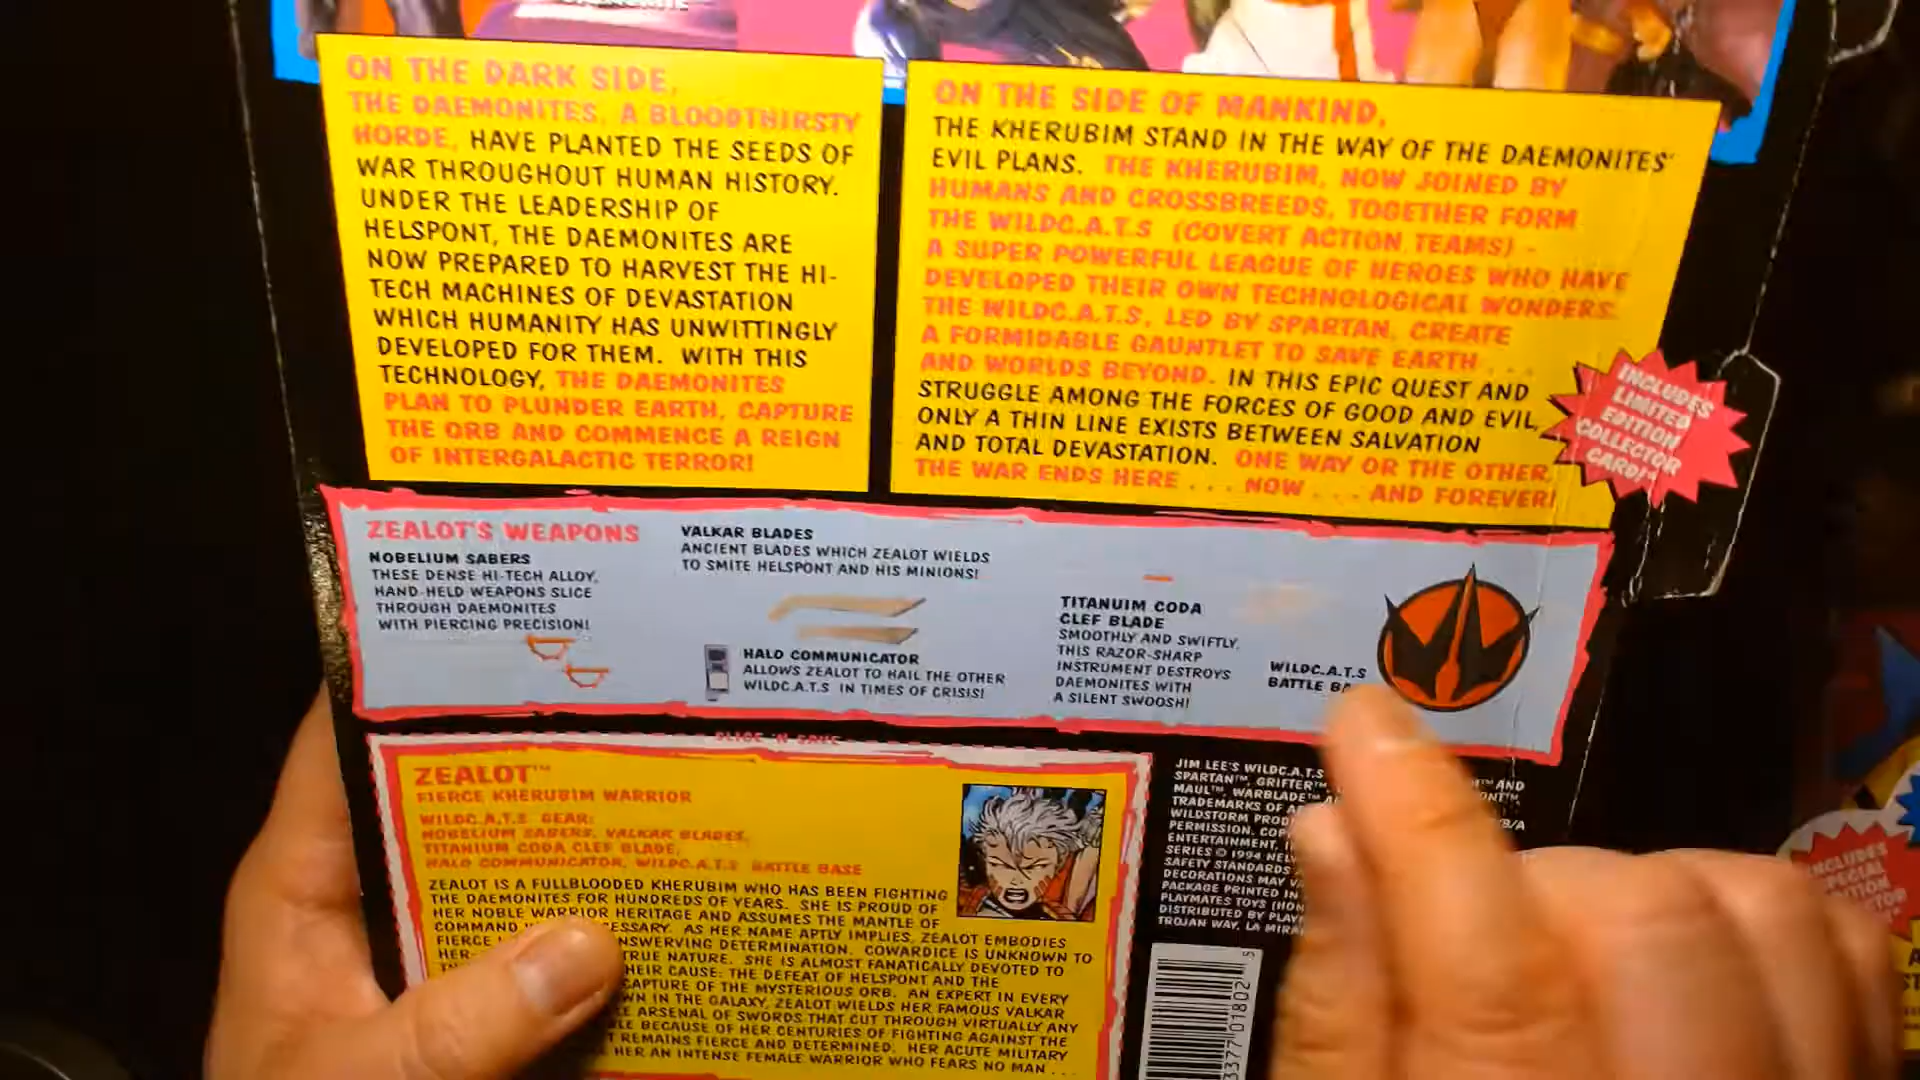 ON THE DARK SIDE,
THE DAEMONITES, A BLOODTHIRSTY
HORDE, HAVE PLANTED THE SEEDS OF
WAR THROUGHOUT HUMAN HISTORY.
UNDER THE LEADERSHIP OF
HELSPONT, THE DAEMONITES ARE
NOW PREPARED TO HARVEST THE HI-
TECH MACHINES OF DEVASTATION
WHICH HUMANITY HAS UNWITTINGLY
DEVELOPED FOR THEM. WITH THIS
TECHNOLOGY, THE DAEMONITES
PLAN TO PLUNDER EARTH, CAPTURE
THE ORB AND COMMENCE A REIGN
OF INTERGALACTIC TERROR!
ON THE SIDE OF MANKIND,
THE KHERUBIM STAND IN THE WAY OF THE DAEMONITES'
EVIL PLANS. THE KHERUBIM, NOW JOINED BY
HUMANS AND CROSSBREEDS, TOGETHER FORM
THE WILDC.A.T.S (COVERT ACTION TEAMS) -
A SUPER POWERFUL LEAGUE OF HEROES WHO HAVE
DEVELOPED THEIR OWN TECHNOLOGICAL WONDERS.
THE WILDC.A.T.S, LED BY SPARTAN, CREATE
A FORMIDABLE GAUNTLET TO SAVE EARTH . . .
AND WORLDS BEYOND. IN THIS EPIC QUEST AND
STRUGGLE AMONG THE FORCES OF GOOD AND EVIL,
ONLY A THIN LINE EXISTS BETWEEN SALVATION
AND TOTAL DEVASTATION. ONE WAY OR THE OTHER,
THE WAR ENDS HERE . . . NOW . . . AND FOREVER!
INCLUDES
LIMITED
EDITION
COLLECTOR
CARD!*
ZEALOT'S WEAPONS
NOBELIUM SABERS
THESE DENSE HI-TECH ALLOY,
HAND-HELD WEAPONS SLICE
THROUGH DAEMONITES
WITH PIERCING PRECISION!
VALKAR BLADES
ANCIENT BLADES WHICH ZEALOT WIELDS
TO SMITE HELSPONT AND HIS MINIONS!
HALO COMMUNICATOR
ALLOWS ZEALOT TO HAIL THE OTHER
WILDC.A.T.S IN TIMES OF CRISIS!
TITANUIM CODA
CLEF BLADE
SMOOTHLY AND SWIFTLY,
THIS RAZOR-SHARP
INSTRUMENT DESTROYS
DAEMONITES WITH
A SILENT SWOOSH!
WILDC.A.T.S
BATTLE BA
SLICE 'N SAVE
ZEALOT™
FIERCE KHERUBIM WARRIOR
WILDC.A.T.S GEAR:
NOBELIUM SABERS, VALKAR BLADES,
TITANIUM CODA CLEF BLADE,
HALO COMMUNICATOR, WILDC.A.T.S BATTLE BASE
ZEALOT IS A FULLBLOODED KHERUBIM WHO HAS BEEN FIGHTING
THE DAEMONITES FOR HUNDREDS OF YEARS. SHE IS PROUD OF
HER NOBLE WARRIOR HERITAGE AND ASSUMES THE MANTLE OF
COMMAND CESSARY. AS HER NAME APTLY IMPLIES, ZEALOT EMBODIES
FIERCE NSWERVING DETERMINATION. COWARDICE IS UNKNOWN TO
HER- TRUE NATURE. SHE IS ALMOST FANATICALLY DEVOTED TO
HEIR CAUSE: THE DEFEAT OF HELSPONT AND THE
CAPTURE OF THE MYSTERIOUS ORB. AN EXPERT IN EVERY
WN IN THE GALAXY, ZEALOT WIELDS HER FAMOUS VALKAR
ARSENAL OF SWORDS THAT CUT THROUGH VIRTUALLY ANY
LE BECAUSE OF HER CENTURIES OF FIGHTING AGAINST THE
T REMAINS FIERCE AND DETERMINED. HER ACUTE MILITARY
HER AN INTENSE FEMALE WARRIOR WHO FEARS NO MAN . . .
JIM LEE'S WILDC.A.T.S
SPARTAN™, GRIFTER™ ™ AND
MAUL™, WARBLADE™ ONT™
TRADEMARKS OF B/A
WILDSTORM PROD
PERMISSION. COP
ENTERTAINMENT, 
SERIES © 1994 NEL
SAFETY STANDARDS
DECORATIONS MAY V
PACKAGE PRINTED IN
PLAYMATES TOYS (HON
DISTRIBUTED BY PLAY
TROJAN WAY, LA MIRA
3377 01802 5
INCLUDES